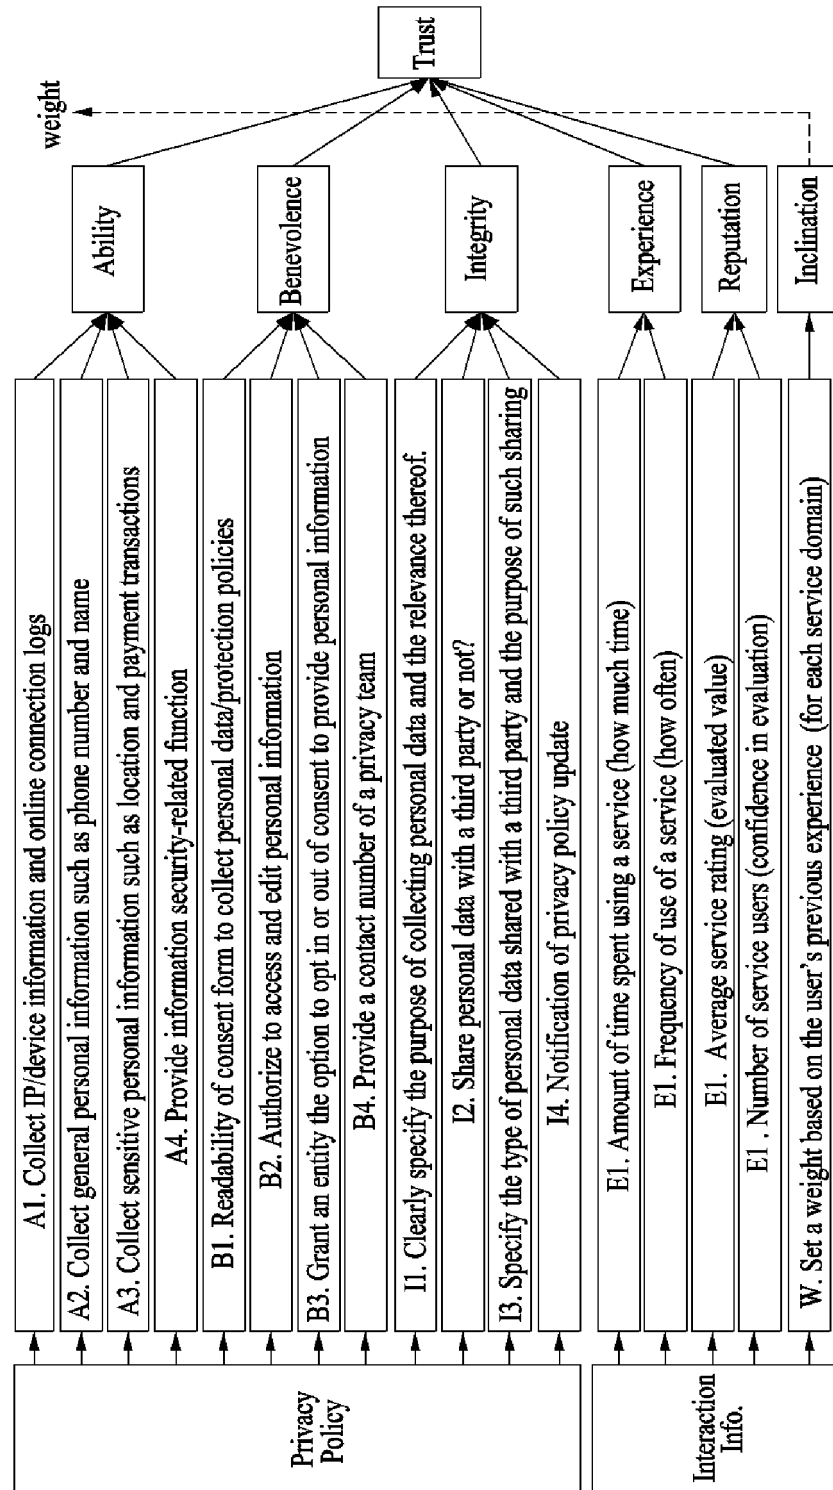 Privacy
Policy
Interaction
Info.
A1. Collect IP/device information and online connection logs
A2. Collect general personal information such as phone number and name
A3. Collect sensitive personal information such as location and payment transactions
A4. Provide information security-related function
B1. Readability of consent form to collect personal data/protection policies
B2. Authorize to access and edit personal information
B3. Grant an entity the option to opt in or out of consent to provide personal information
B4. Provide a contact number of a privacy team
I1. Clearly specify the purpose of collecting personal data and the relevance thereof.
I2. Share personal data with a third party or not?
I3. Specify the type of personal data shared with a third party and the purpose of such sharing
I4. Notification of privacy policy update
E1. Amount of time spent using a service (how much time)
E1. Frequency of use of a service (how often)
E1. Average service rating (evaluated value)
E1. Number of service users (confidence in evaluation)
W. Set a weight based on the user's previous experience (for each service domain)
Ability
Benevolence
Integrity
Experience
Reputation
Inclination
weight
Trust